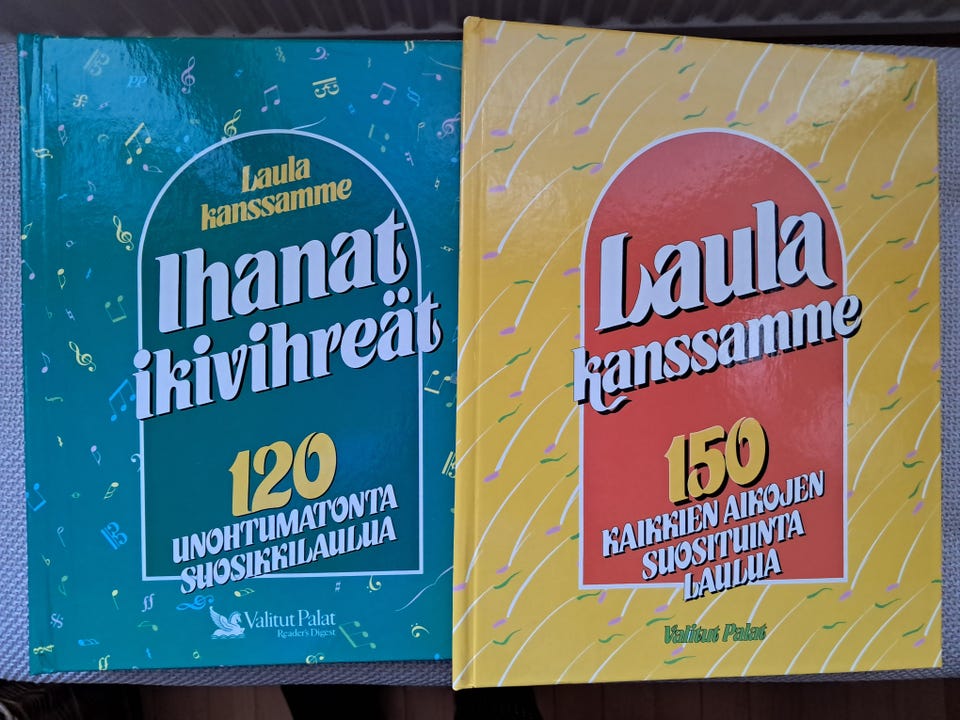 Laula
kanssamme
Ihanat
ikivihreät
120
UNOHTUMATONTA
SUOSIKKILAULUA
Valitut Palat
Reader's Digest
Laula
kanssamme
150
KAIKKIEN AIKOJEN
SUOSITUINTA
LAULUA
Valitut Palat